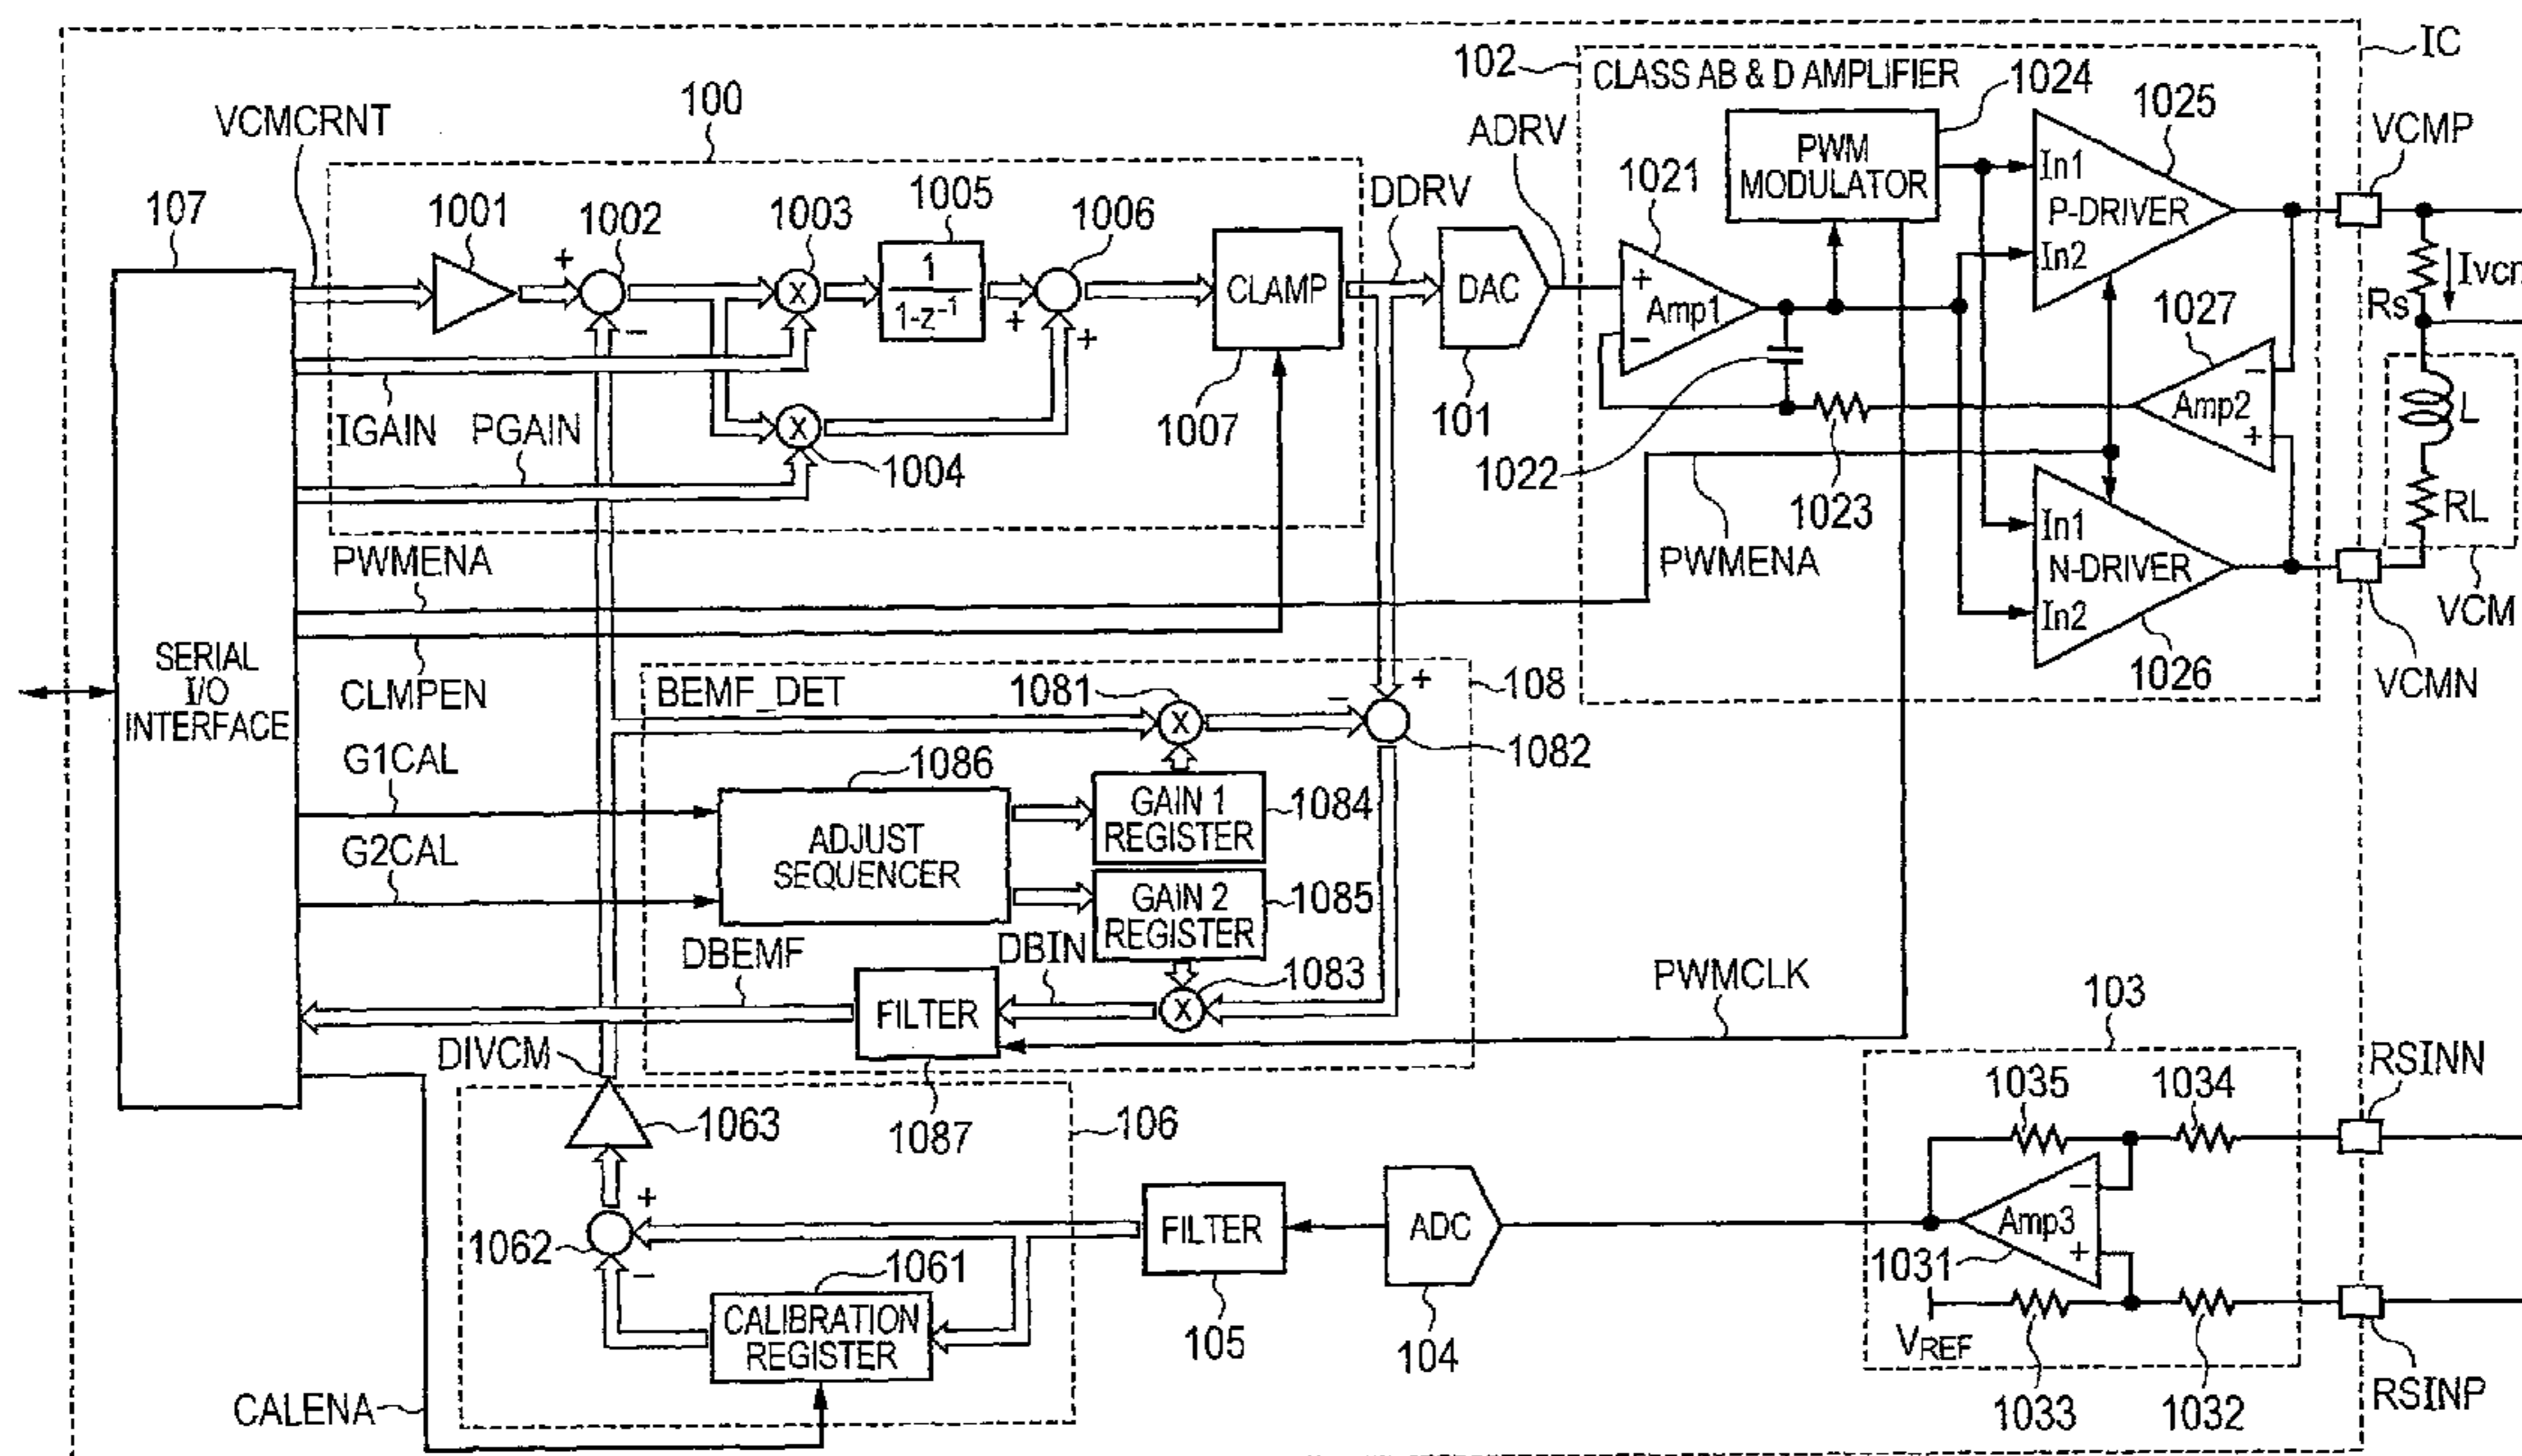 IC
102
CLASS AB & D AMPLIFIER
1024
1025
VCMP
100
VCMCRNT
ADRV
PWM
MODULATOR
In1
P-DRIVER
In2
107
1001
1002
1003
1005
1006
DDRV
1021
+
1
1-z⁻¹
X
CLAMP
DAC
+
Amp1
−
Rs
1027
−
+
+
IGAIN
PGAIN
X
1004
1007
101
1022
1023
−
Amp2
+
L
RL
PWMENA
PWMENA
In1
N-DRIVER
In2
1026
VCM
VCMN
SERIAL
I/O
INTERFACE
CLMPEN
BEMF_DET
1081
X
−
+
108
1082
G1CAL
1086
GAIN 1
REGISTER
1084
ADJUST
SEQUENCER
G2CAL
GAIN 2
REGISTER
1085
DBEMF
DBIN
1083
X
FILTER
PWMCLK
103
DIVCM
1087
1063
106
1035
1034
RSINN
+
1062
−
1061
CALIBRATION
REGISTER
FILTER
105
ADC
104
−
Amp3
+
1031
VREF
1033
1032
RSINP
CALENA